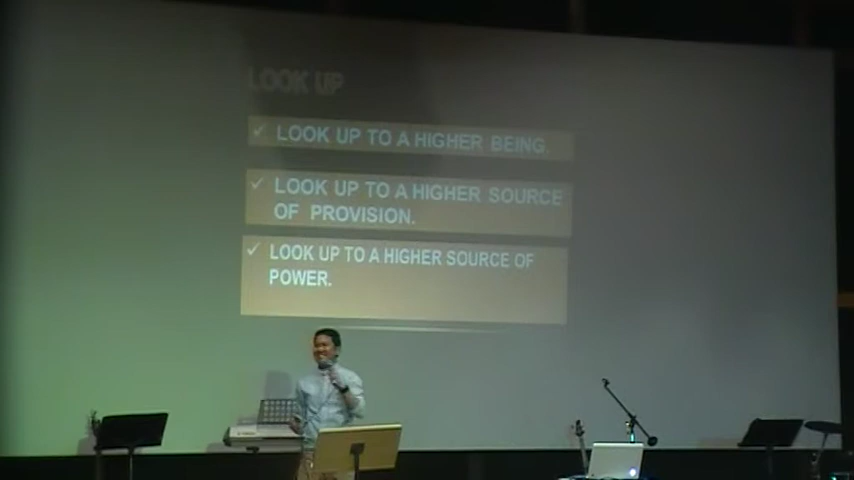 LOOK UP
✓ LOOK UP TO A HIGHER BEING.
✓ LOOK UP TO A HIGHER SOURCE
OF PROVISION.
✓ LOOK UP TO A HIGHER SOURCE OF
POWER.